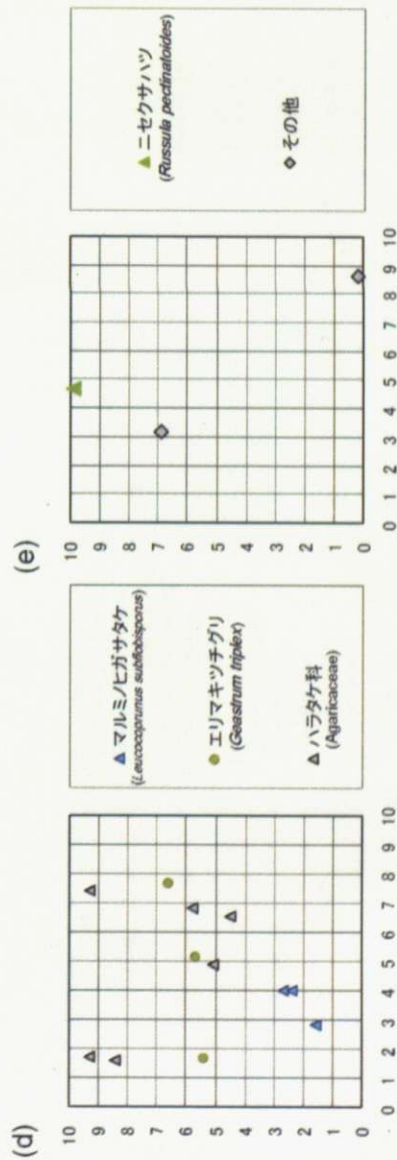 (d)
10
9
8
7
6
5
4
3
2
1
0
0 1 2 3 4 5 6 7 8 9 10
マルミノヒガサタケ
(Leucocoprunus subflobisporus)
エリマキツチグリ
(Geastrum triplex)
ハラタケ科
(Agaricaceae)
(e)
10
9
8
7
6
5
4
3
2
1
0
0 1 2 3 4 5 6 7 8 9 10
ニセクサハツ
(Russula pectinatoides)
その他